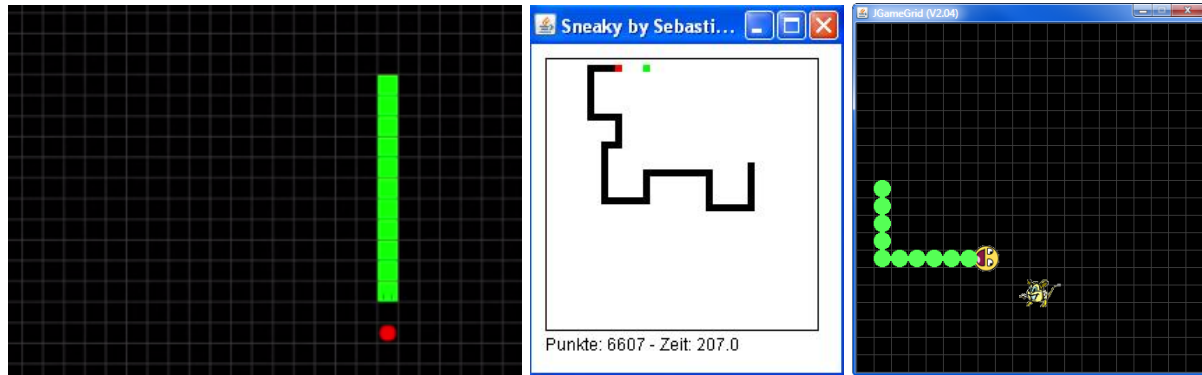 Sneaky by Sebasti...
Punkte: 6607 - Zeit: 207.0
JGameGrid (V2.04)